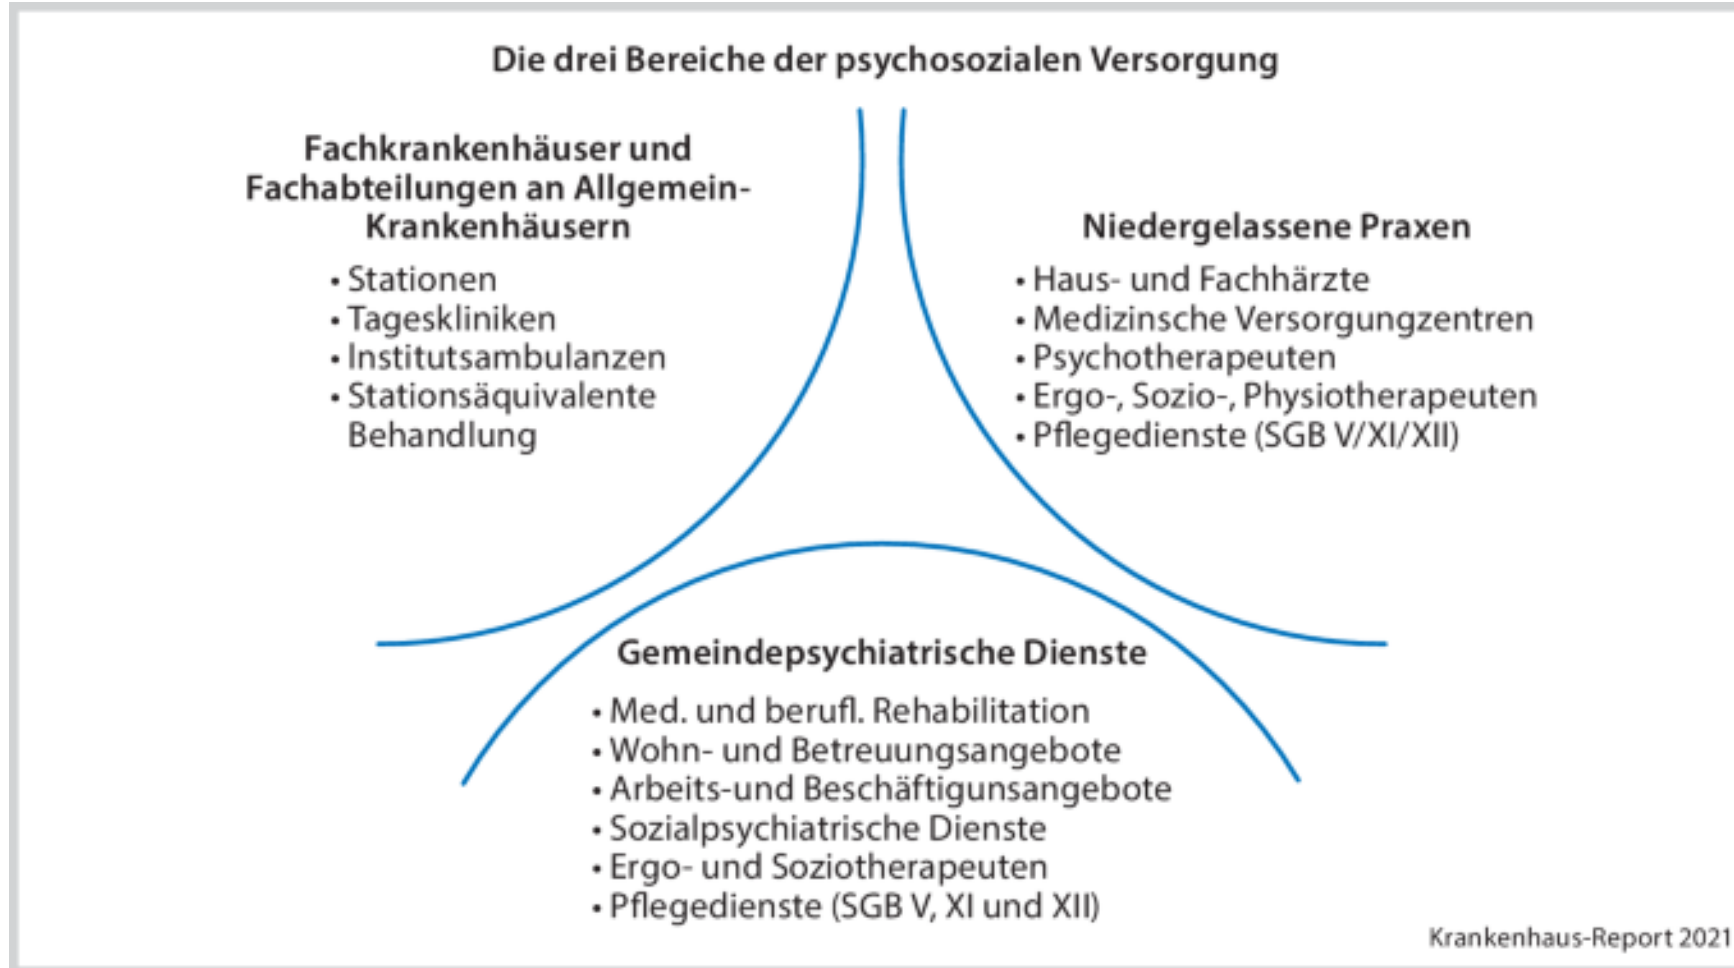 Die drei Bereiche der psychosozialen Versorgung
Fachkrankenhäuser und
Fachabteilungen an Allgemein-
Krankenhäusern
• Stationen
• Tageskliniken
• Institutsambulanzen
• Stationsäquivalente
Behandlung
Niedergelassene Praxen
• Haus- und Fachhärzte
• Medizinsche Versorgungzentren
• Psychotherapeuten
• Ergo-, Sozio-, Physiotherapeuten
• Pflegedienste (SGB V/XI/XII)
Gemeindepsychiatrische Dienste
• Med. und berufl. Rehabilitation
• Wohn- und Betreuungsangebote
• Arbeits-und Beschäftigunsangebote
• Sozialpsychiatrische Dienste
• Ergo- und Soziotherapeuten
• Pflegedienste (SGB V, XI und XII)
Krankenhaus-Report 2021